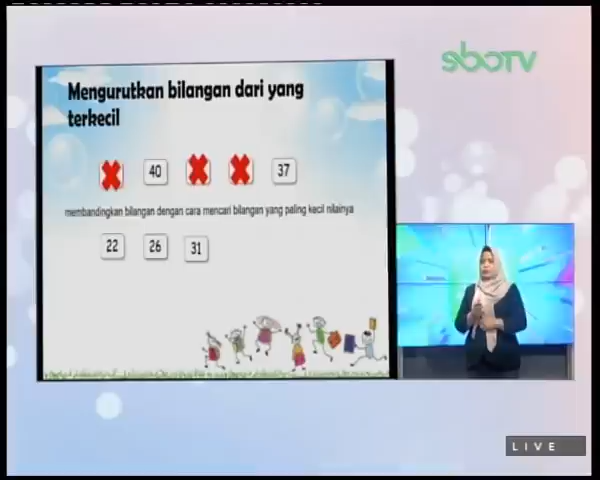 sboTV
Mengurutkan bilangan dari yang
terkecil
40 37
membandingkan bilangan dengan cara mencari bilangan yang paling kecil nilainya
22 26 31
LIVE